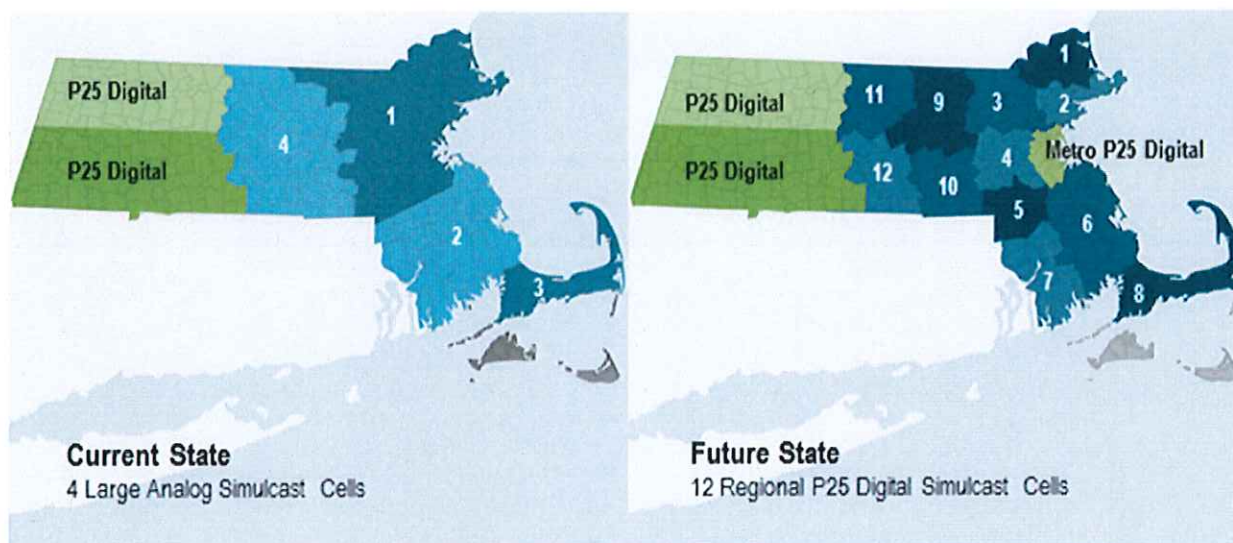 P25 Digital
P25 Digital
1
4
2
3
Current State
4 Large Analog Simulcast Cells
P25 Digital
P25 Digital
1
2
3
9
11
Metro P25 Digital
4
12
10
5
6
7
8
Future State
12 Regional P25 Digital Simulcast Cells